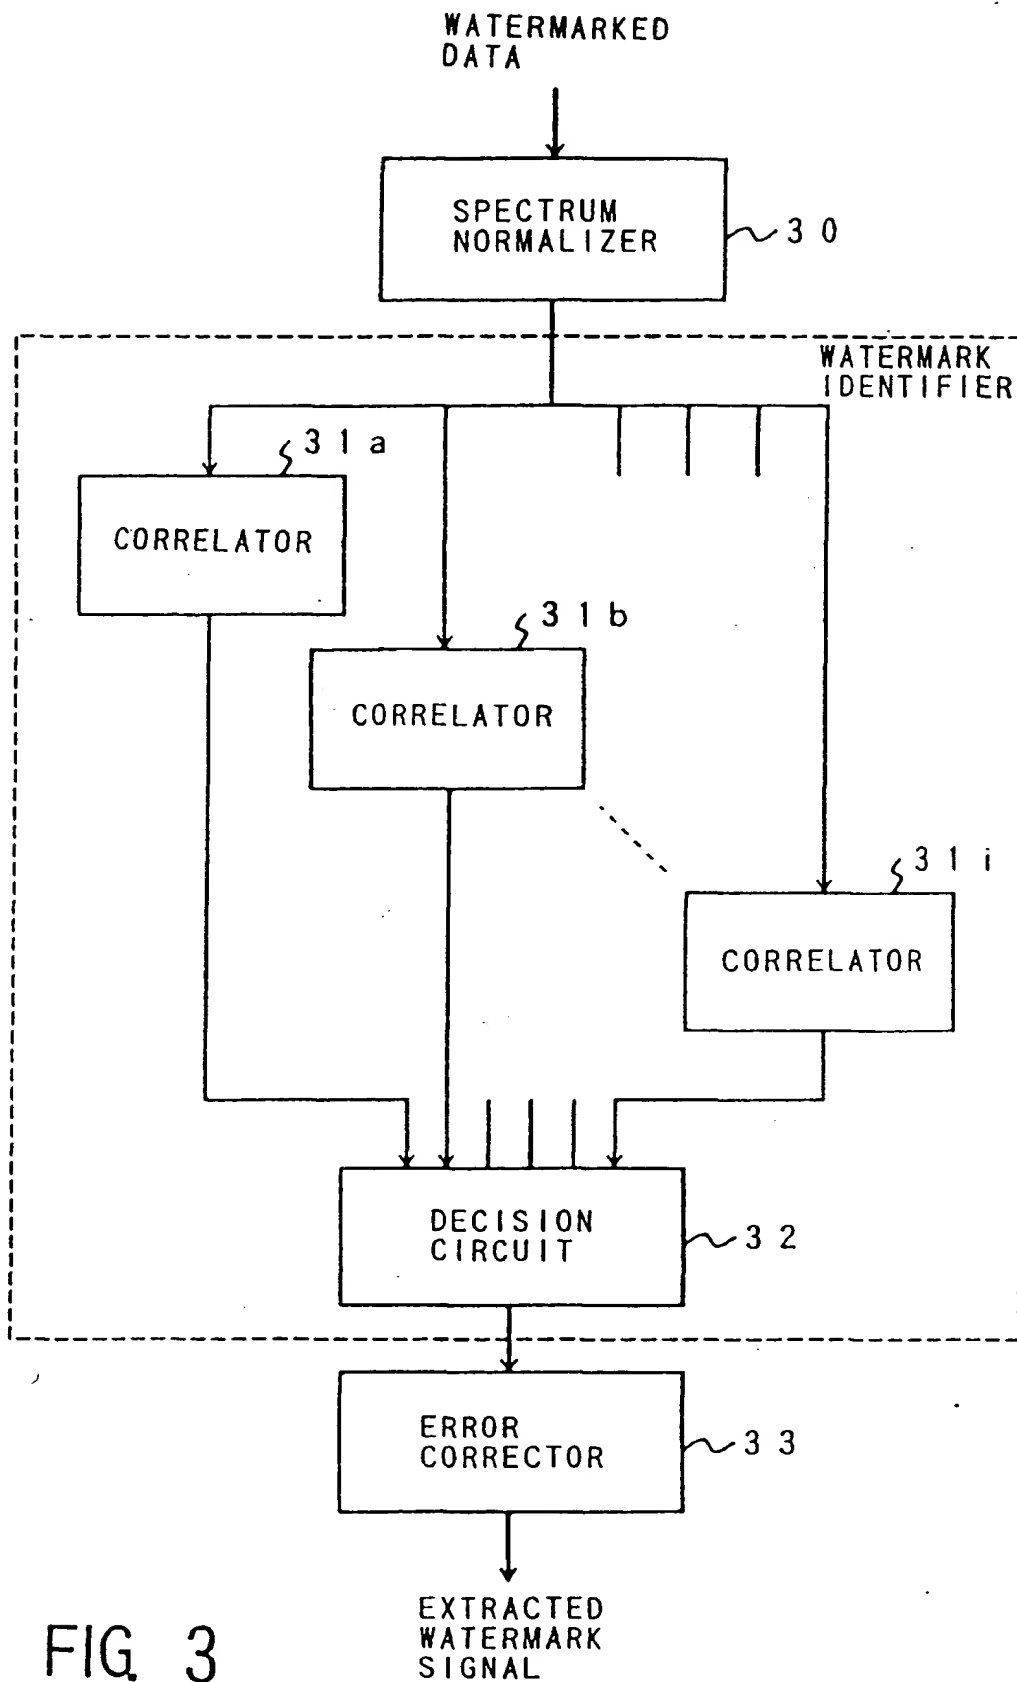 WATERMARKED
DATA
SPECTRUM
NORMALIZER
30
WATERMARK
IDENTIFIER
31a
CORRELATOR
31b
CORRELATOR
31i
CORRELATOR
DECISION
CIRCUIT
32
ERROR
CORRECTOR
33
EXTRACTED
WATERMARK
SIGNAL
FIG. 3